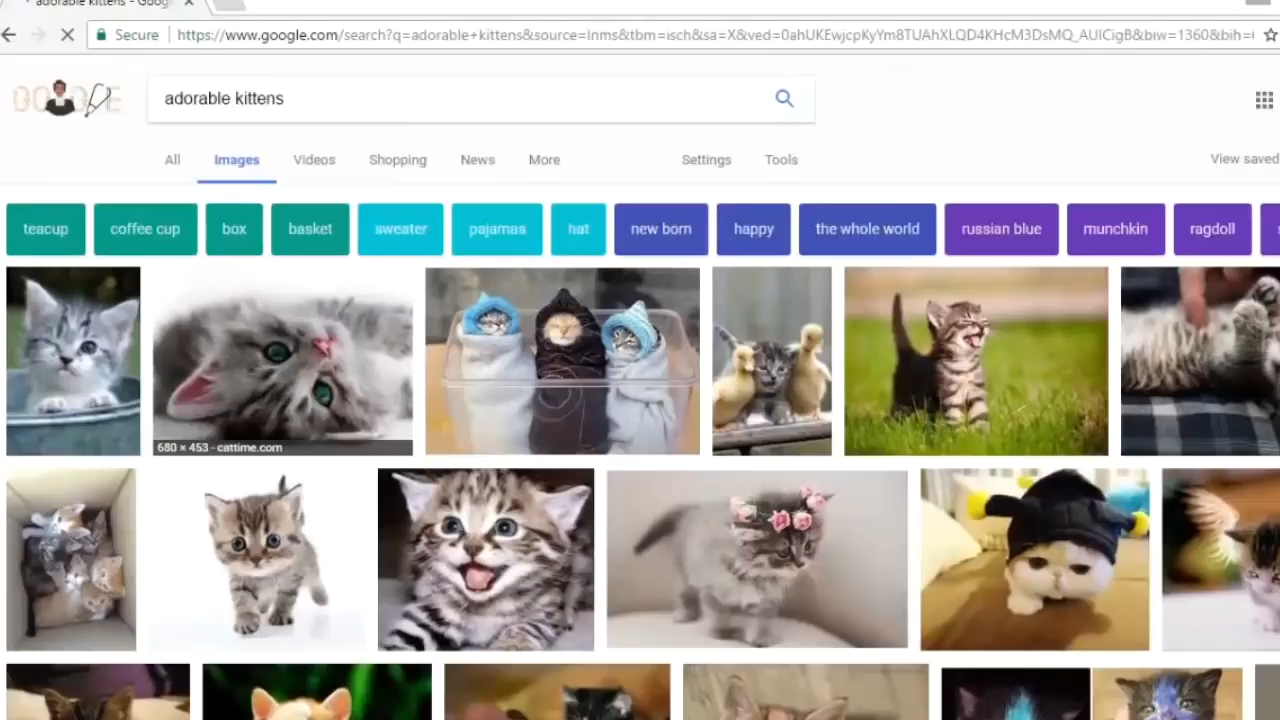 adorable kittens - Goog
Secure https://www.google.com/search?q=adorable+kittens&source=lnms&tbm=isch&sa=X&ved=0ahUKEwjcpKyYm8TUAhXLQD4KHcM3DsMQ_AUICigB&biw=1360&bih=
GOOGLE
adorable kittens
All Images Videos Shopping News More Settings Tools View saved
teacup coffee cup box basket sweater pajamas hat new born happy the whole world russian blue munchkin ragdoll
680 × 453 - cattime.com